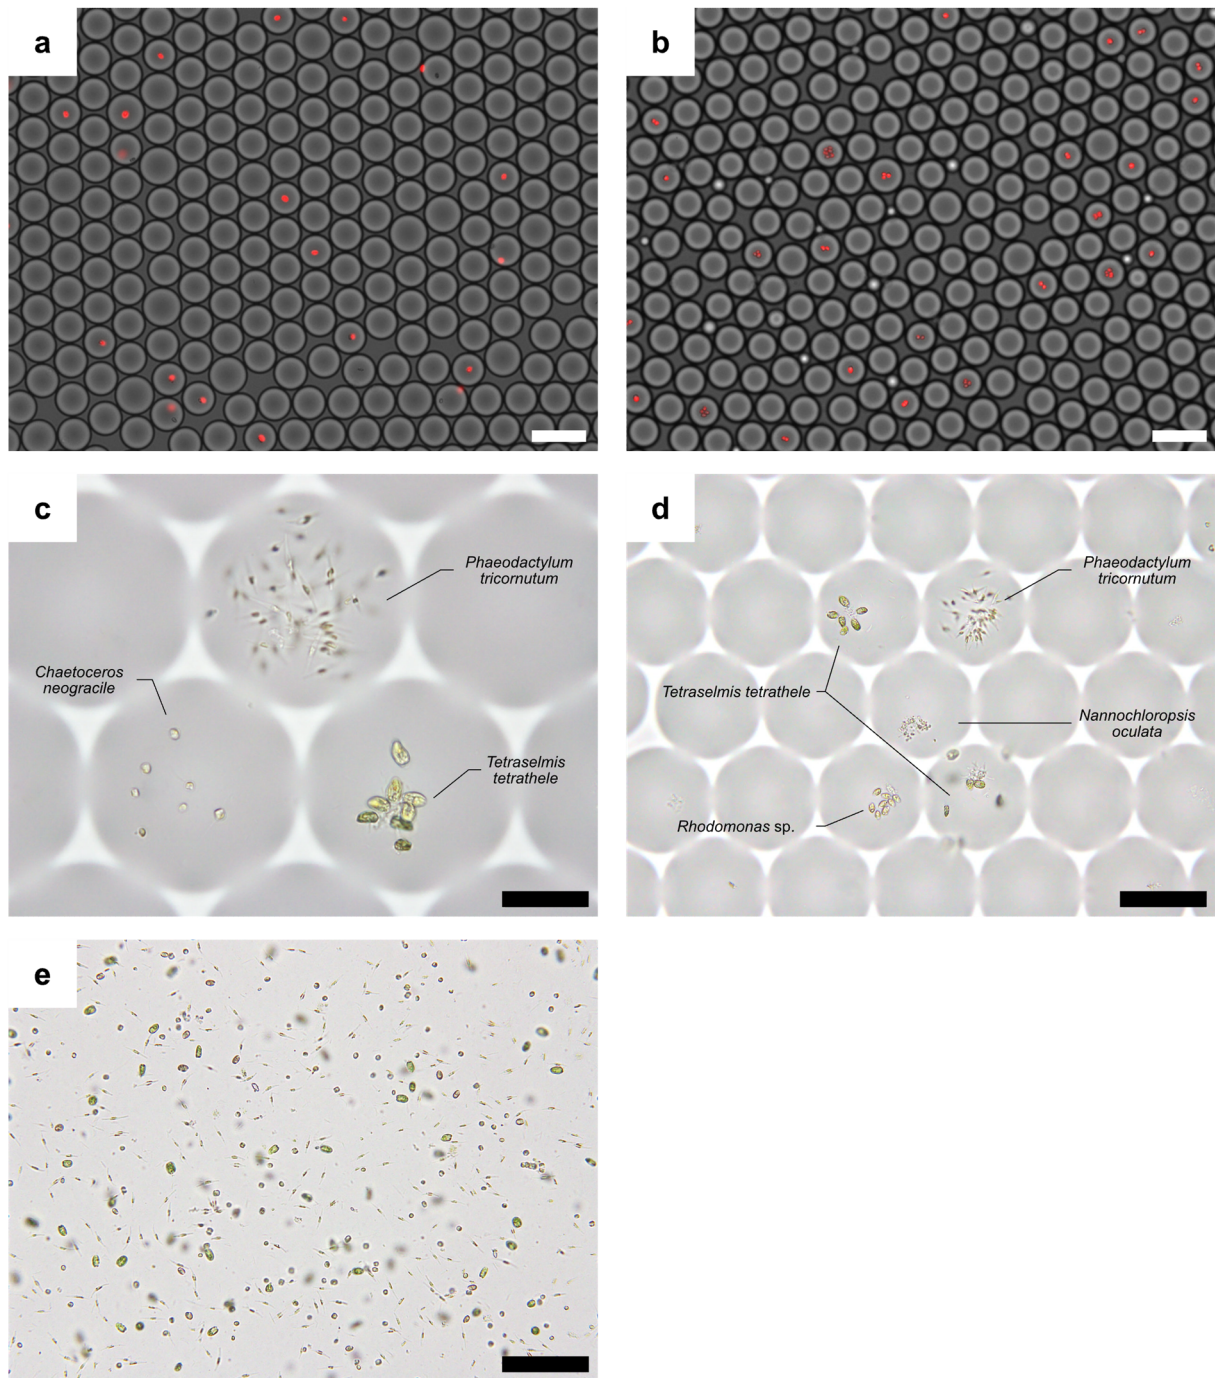 a
b
c
Phaeodactylum
tricornutum
Chaetoceros
neogracile
Tetraselmis
tetrathele
d
Phaeodactylum
tricornutum
Tetraselmis tetrathele
Nannochloropsis
oculata
Rhodomonas sp.
e